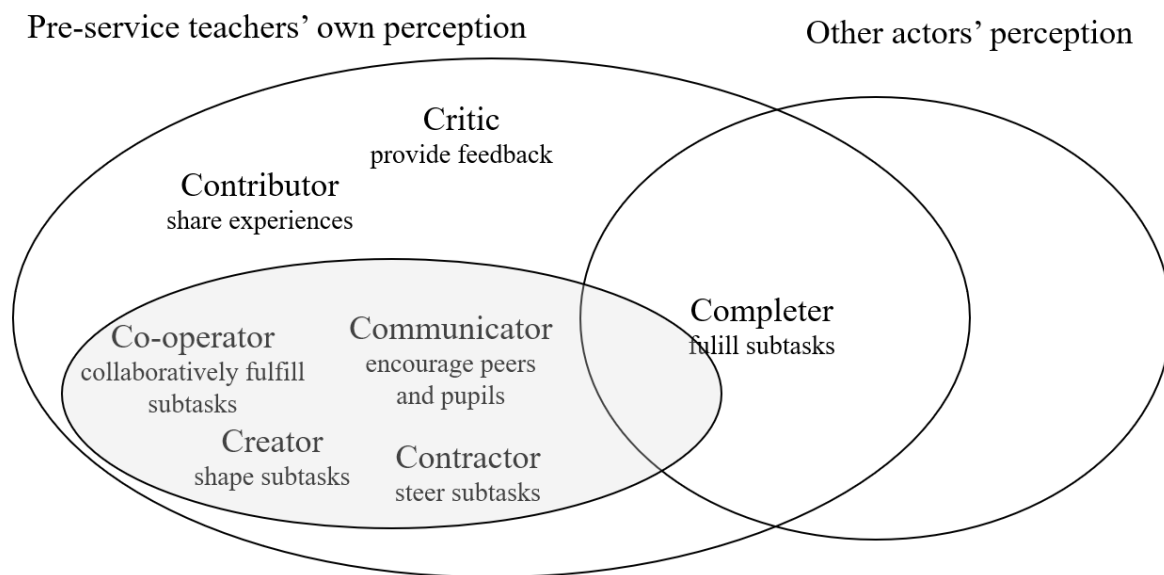 Pre-service teachers’ own perception
Other actors’ perception
Critic
provide feedback
Contributor
share experiences
Completer
fulill subtasks
Co-operator
collaboratively fulfill
subtasks
Communicator
encourage peers
and pupils
Creator
shape subtasks
Contractor
steer subtasks